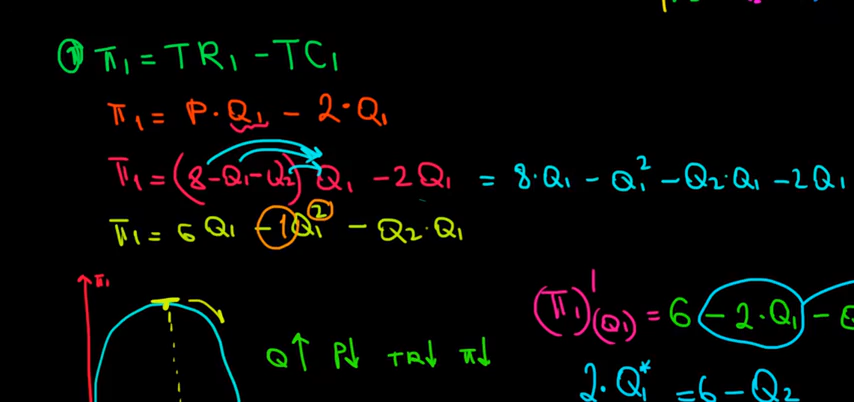 ① π₁ = TR₁ - TC₁
π₁ = P·Q₁ - 2·Q₁
π₁ = (8-Q₁-Q₂) Q₁ - 2Q₁ = 8·Q₁ - Q₁² - Q₂·Q₁ - 2Q₁
π₁ = 6Q₁ - 1Q₁² - Q₂·Q₁
π₁
(π₁)'(Q₁) = 6 - 2·Q₁ -
Q↑ P↓ TR↓ π↓
2·Q₁* = 6 - Q₂